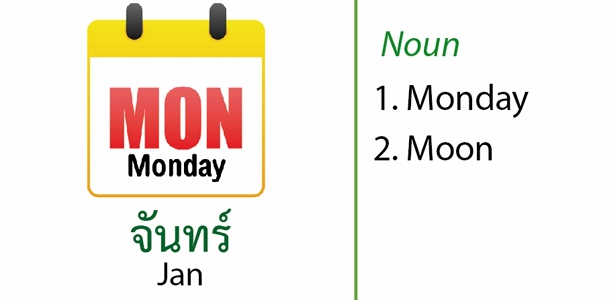 MON
Monday
จันทร์
Jan
Noun
1. Monday
2. Moon